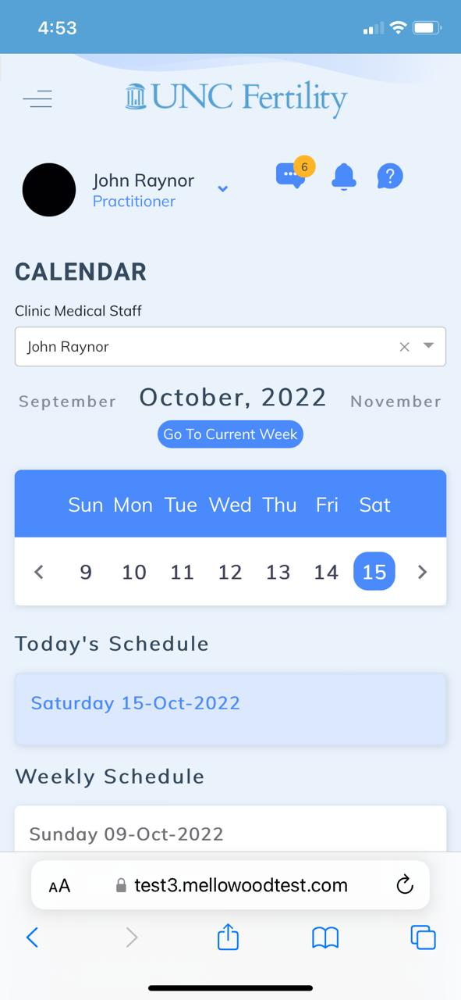 4:53
UNC Fertility
6
John Raynor
Practitioner
?
CALENDAR
Clinic Medical Staff
John Raynor
September October, 2022 November
Go To Current Week
Sun Mon Tue Wed Thu Fri Sat
9 10 11 12 13 14 15
Today's Schedule
Saturday 15-Oct-2022
Weekly Schedule
Sunday 09-Oct-2022
AA test3.mellowoodtest.com